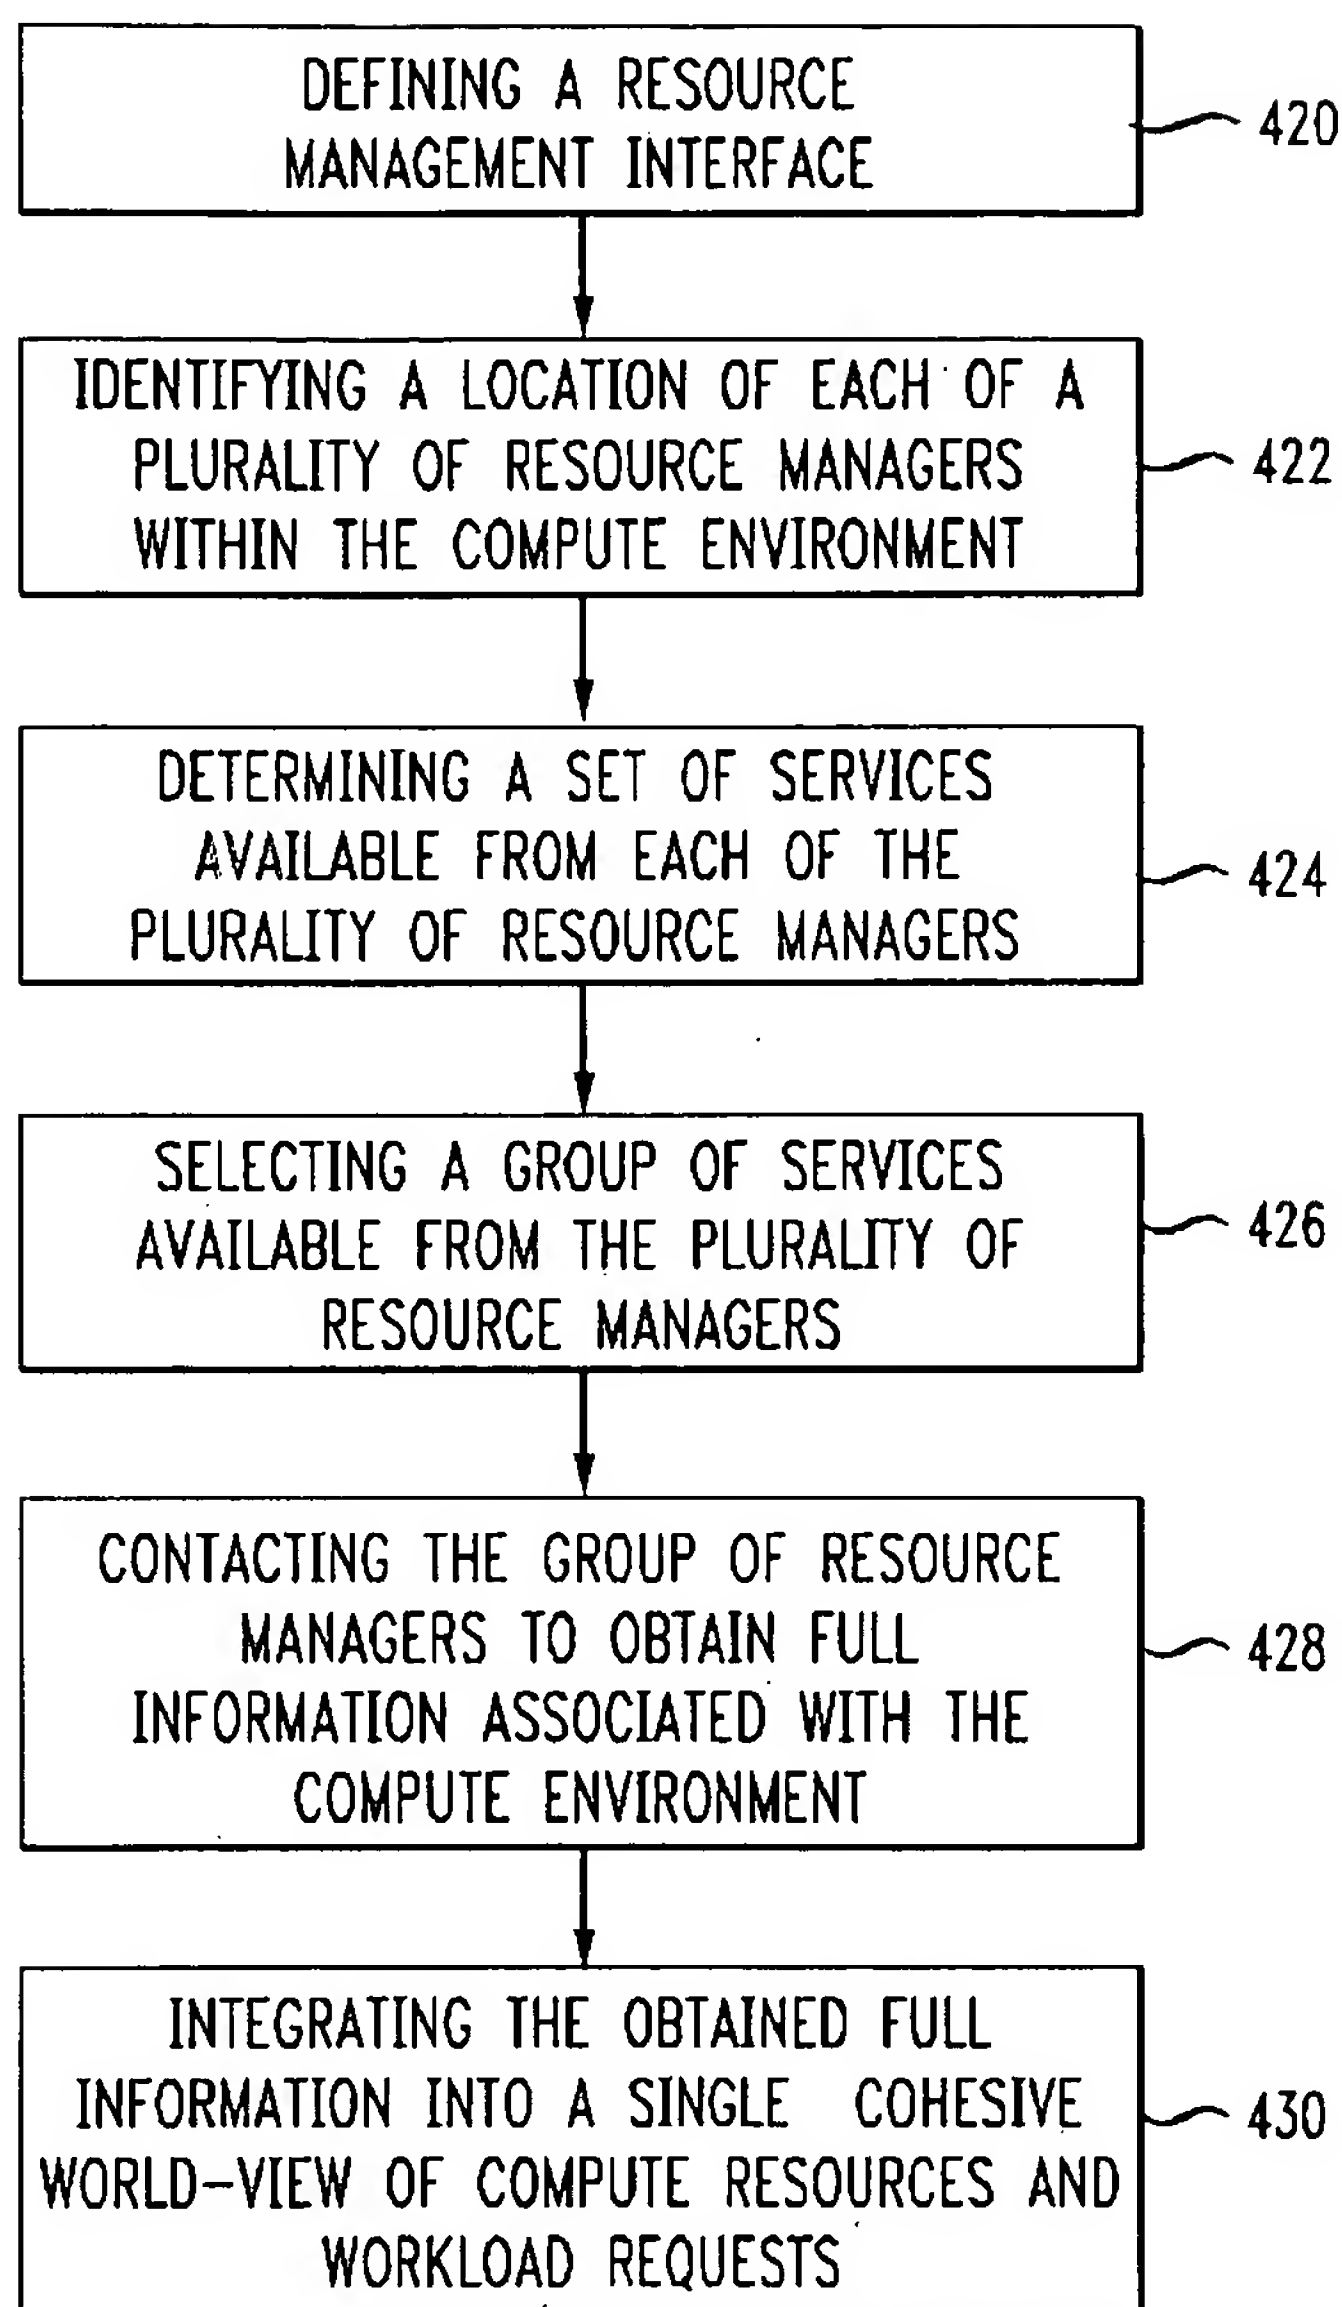 DEFINING A RESOURCE
MANAGEMENT INTERFACE
420
IDENTIFYING A LOCATION OF EACH OF A
PLURALITY OF RESOURCE MANAGERS
WITHIN THE COMPUTE ENVIRONMENT
422
DETERMINING A SET OF SERVICES
AVAILABLE FROM EACH OF THE
PLURALITY OF RESOURCE MANAGERS
424
SELECTING A GROUP OF SERVICES
AVAILABLE FROM THE PLURALITY OF
RESOURCE MANAGERS
426
CONTACTING THE GROUP OF RESOURCE
MANAGERS TO OBTAIN FULL
INFORMATION ASSOCIATED WITH THE
COMPUTE ENVIRONMENT
428
INTEGRATING THE OBTAINED FULL
INFORMATION INTO A SINGLE COHESIVE
WORLD-VIEW OF COMPUTE RESOURCES AND
WORKLOAD REQUESTS
430